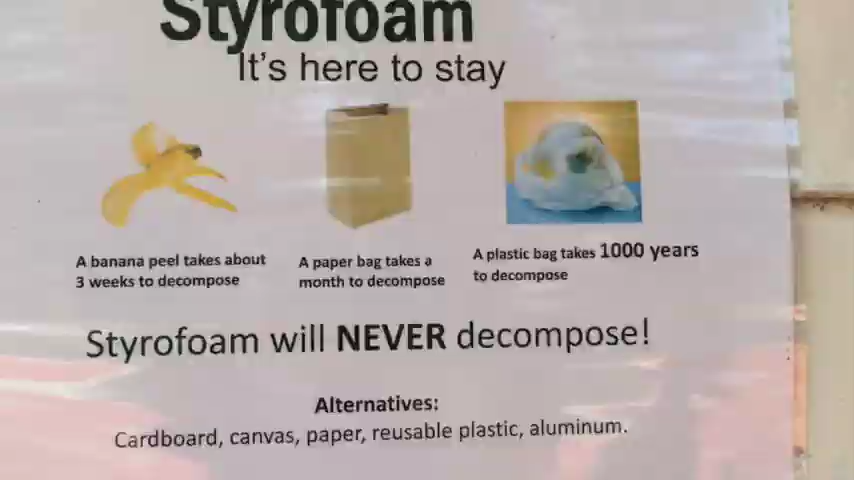 Styrofoam
It's here to stay
A banana peel takes about
3 weeks to decompose
A paper bag takes a
month to decompose
A plastic bag takes 1000 years
to decompose
Styrofoam will NEVER decompose!
Alternatives:
Cardboard, canvas, paper, reusable plastic, aluminum.